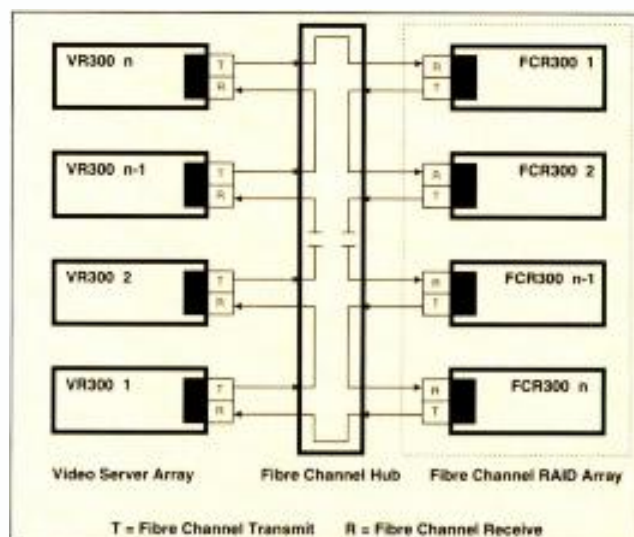 VR300 n
T
R
FCR300 1
R
T
VR300 n-1
T
R
FCR300 2
R
T
VR300 2
T
R
FCR300 n-1
R
T
VR300 1
T
R
FCR300 n
R
T
Video Server Array
Fibre Channel Hub
Fibre Channel RAID Array
T = Fibre Channel Transmit R = Fibre Channel Receive